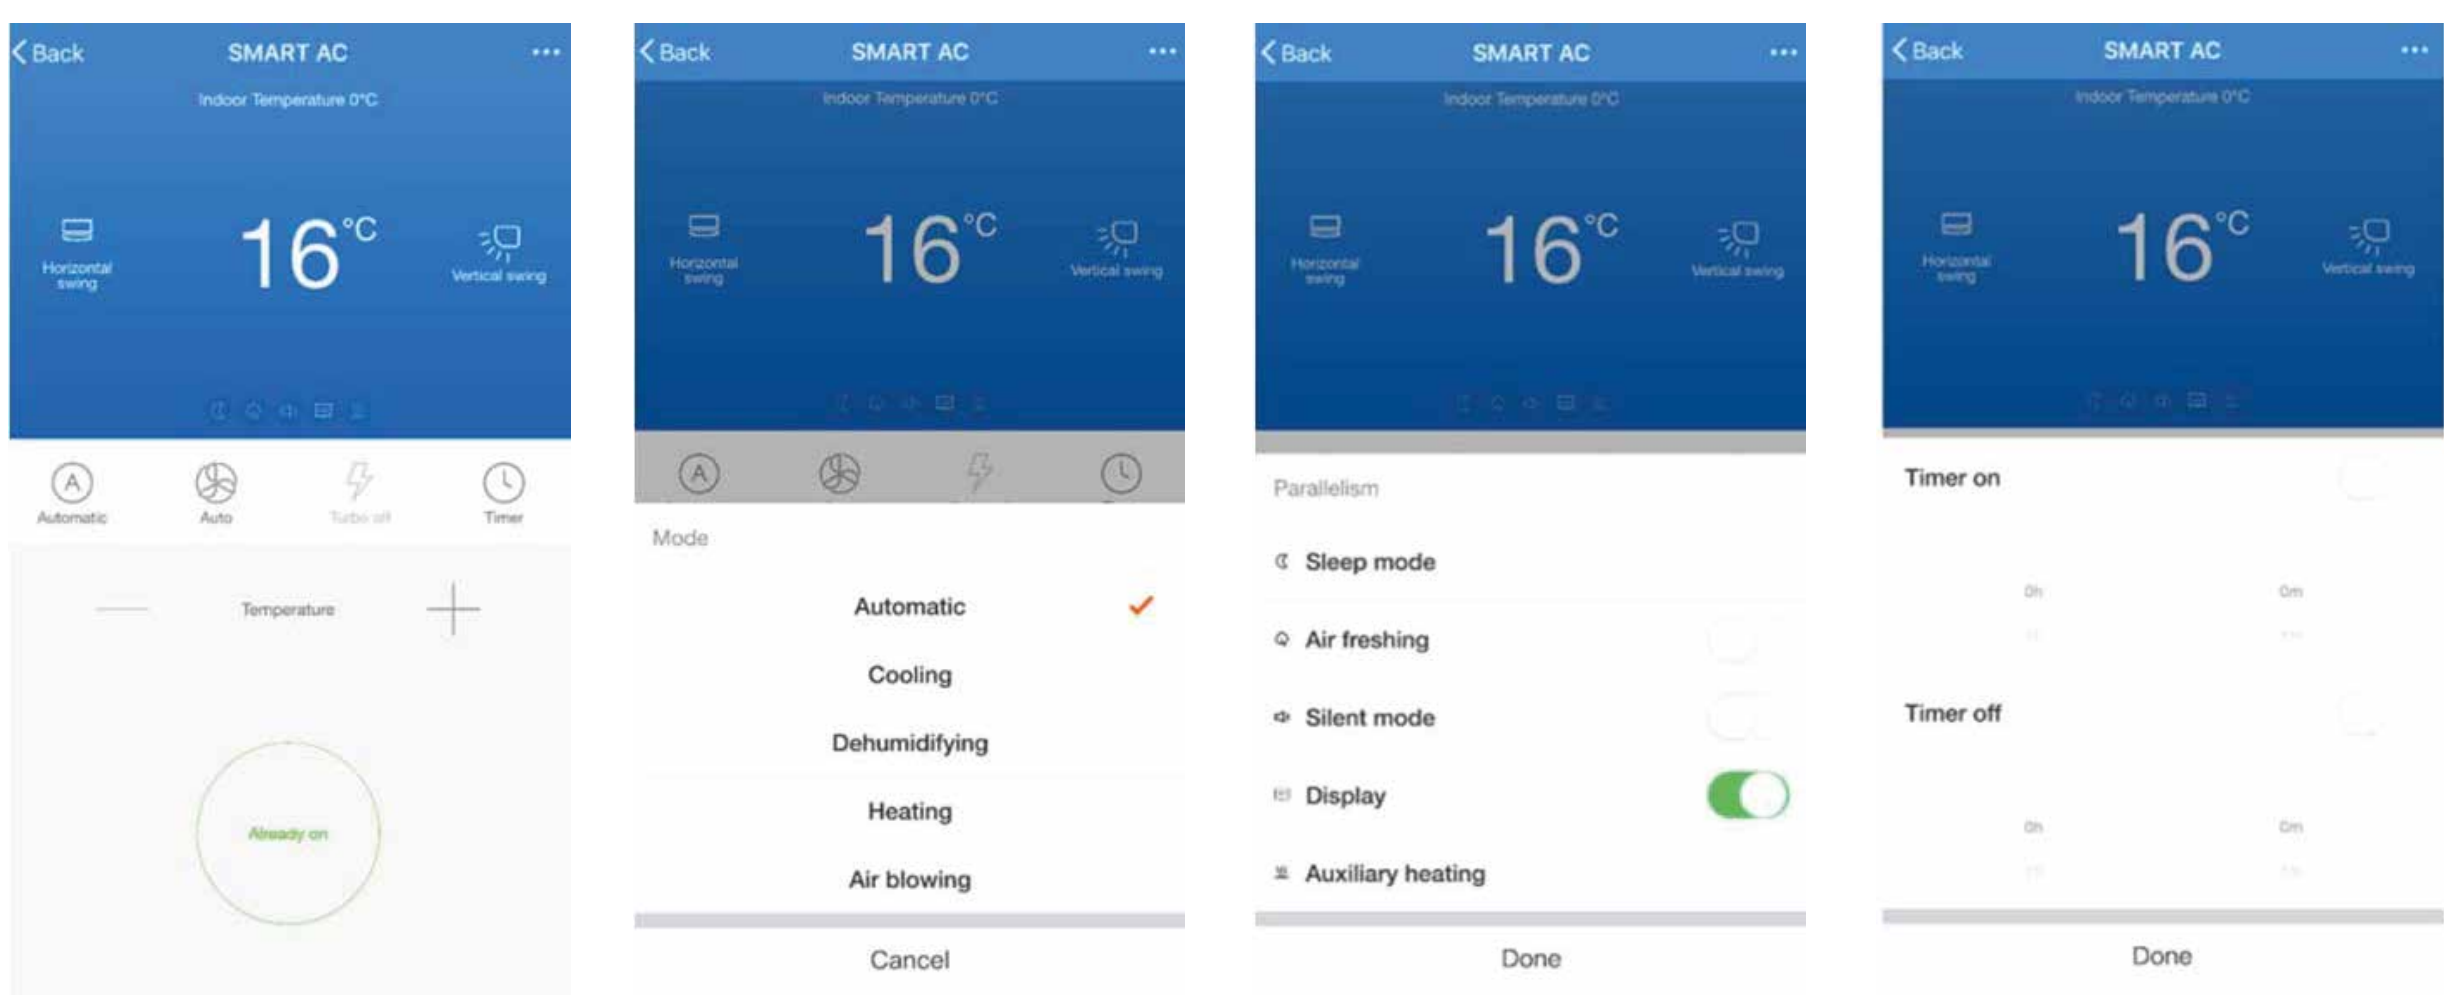 Back
SMART AC
Indoor Temperature 0°C
16°C
Horizontal
swing
Vertical swing
A
Automatic
Auto
Turbo off
Timer
Temperature
Already on
Back
SMART AC
Indoor Temperature 0°C
16°C
Horizontal
swing
Vertical swing
A
Mode
Automatic
Cooling
Dehumidifying
Heating
Air blowing
Cancel
Back
SMART AC
Indoor Temperature 0°C
16°C
Horizontal
swing
Vertical swing
Parallelism
Sleep mode
Air freshing
Silent mode
Display
Auxiliary heating
Done
Back
SMART AC
Indoor Temperature 0°C
16°C
Horizontal
swing
Vertical swing
Timer on
0h 0m
Timer off
0h 0m
Done